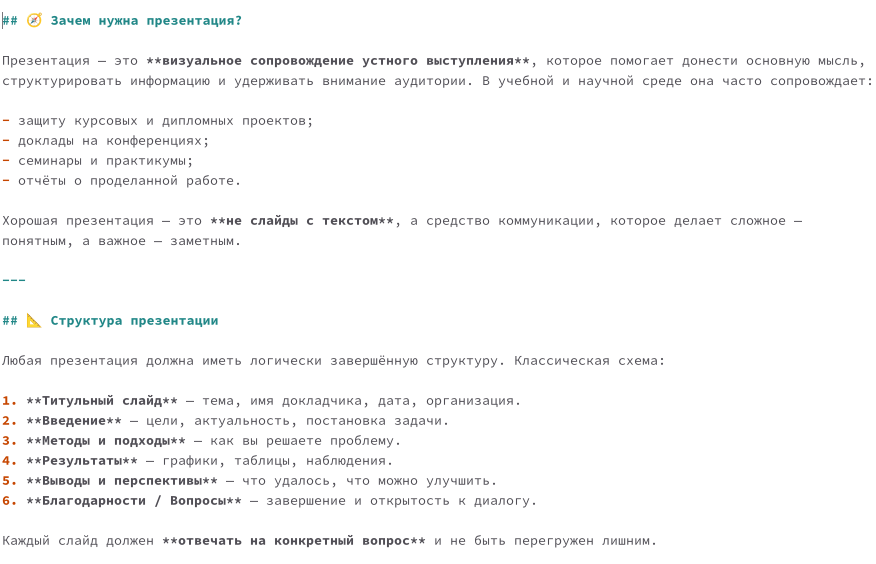 ## 🧭 Зачем нужна презентация?
Презентация — это **визуальное сопровождение устного выступления**, которое помогает донести основную мысль,
структурировать информацию и удерживать внимание аудитории. В учебной и научной среде она часто сопровождает:
- защиту курсовых и дипломных проектов;
- доклады на конференциях;
- семинары и практикумы;
- отчёты о проделанной работе.
Хорошая презентация — это **не слайды с текстом**, а средство коммуникации, которое делает сложное —
понятным, а важное — заметным.
---
## 📐 Структура презентации
Любая презентация должна иметь логически завершённую структуру. Классическая схема:
1. **Титульный слайд** — тема, имя докладчика, дата, организация.
2. **Введение** — цели, актуальность, постановка задачи.
3. **Методы и подходы** — как вы решаете проблему.
4. **Результаты** — графики, таблицы, наблюдения.
5. **Выводы и перспективы** — что удалось, что можно улучшить.
6. **Благодарности / Вопросы** — завершение и открытость к диалогу.
Каждый слайд должен **отвечать на конкретный вопрос** и не быть перегружен лишним.